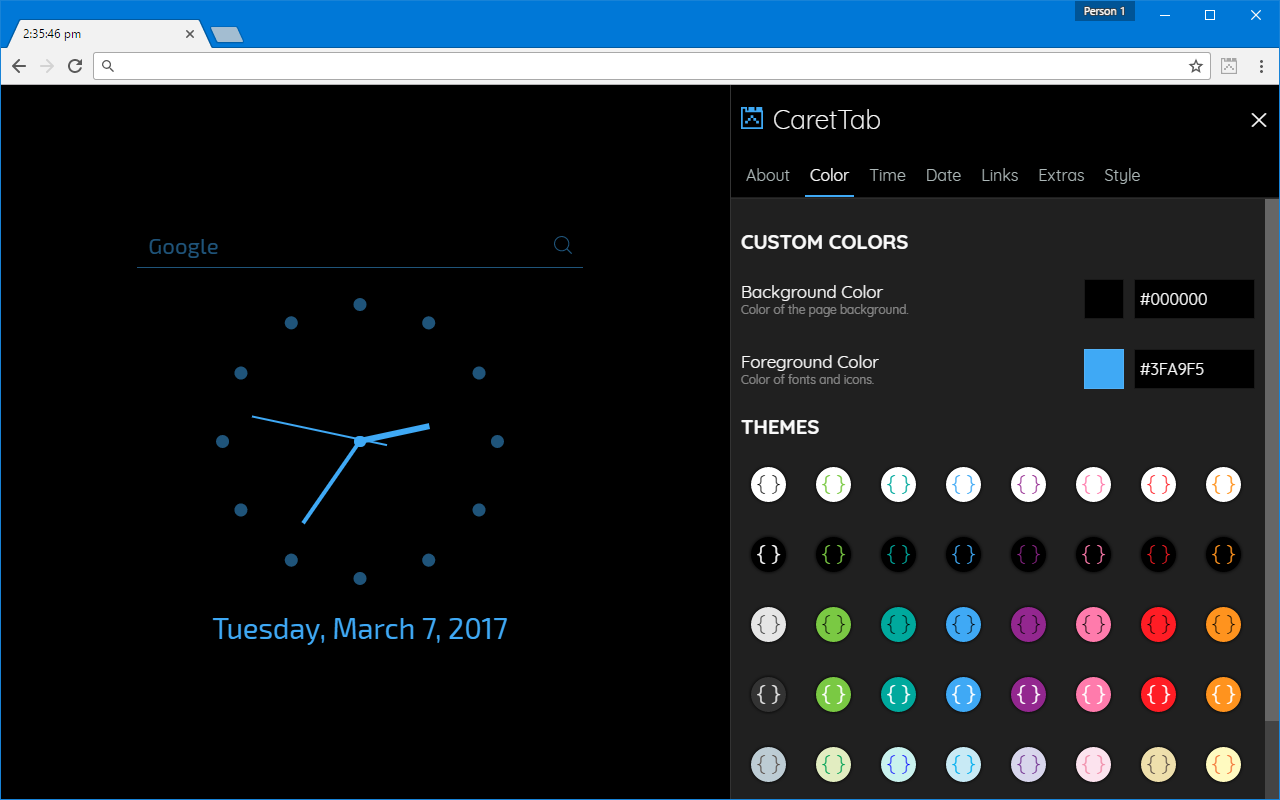 Person 1
2:35:46 pm
CaretTab
About Color Time Date Links Extras Style
Google
CUSTOM COLORS
Background Color
Color of the page background.
#000000
Foreground Color
Color of fonts and icons.
#3FA9F5
THEMES
{} {} {} {} {} {} {} {}
{} {} {} {} {} {} {} {}
{} {} {} {} {} {} {} {}
{} {} {} {} {} {} {} {}
{} {} {} {} {} {} {} {}
Tuesday, March 7, 2017